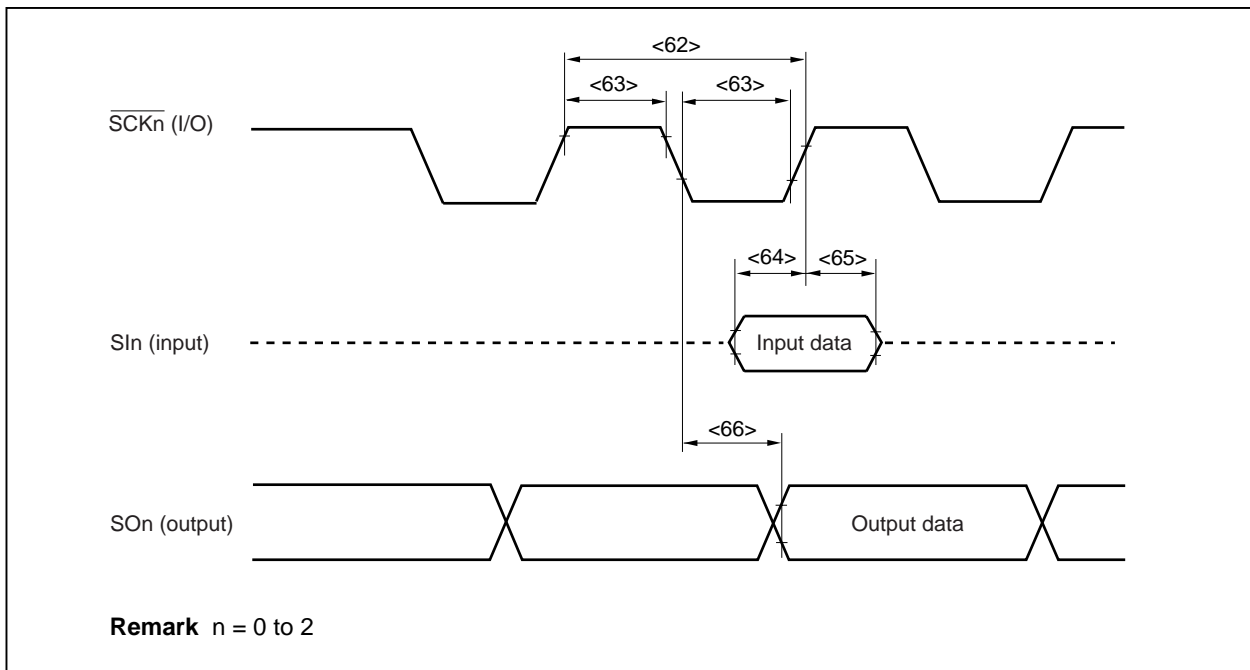 <62>
<63> <63>
SCKn (I/O)
<64> <65>
SIn (input)
Input data
<66>
SOn (output)
Output data
Remark n = 0 to 2